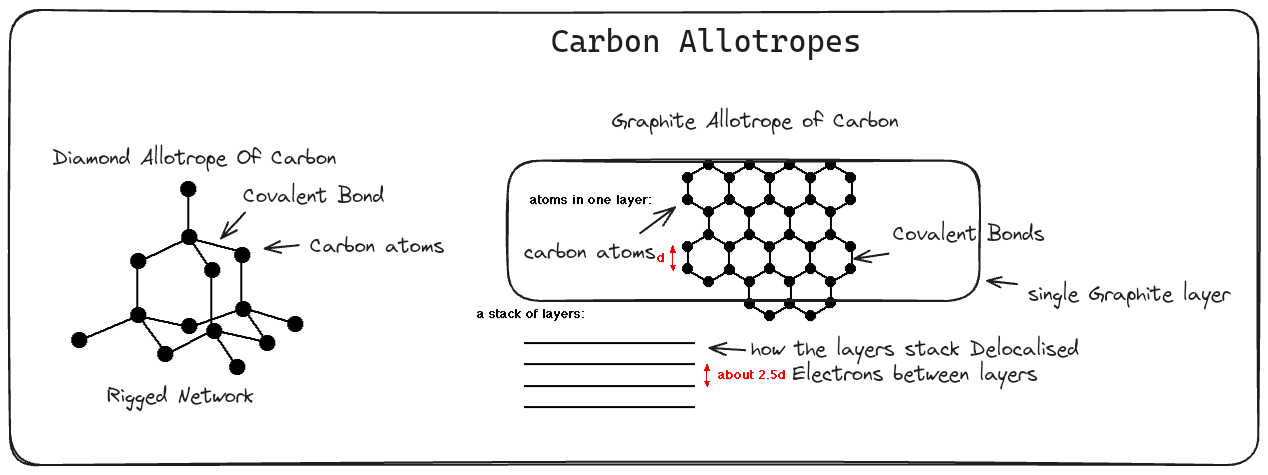 Carbon Allotropes
Diamond Allotrope Of Carbon
Covalent Bond
Carbon atoms
Rigged Network
Graphite Allotrope of Carbon
atoms in one layer:
carbon atoms
d
Covalent Bonds
single Graphite layer
a stack of layers:
how the layers stack Delocalised
about 2.5d
Electrons between layers